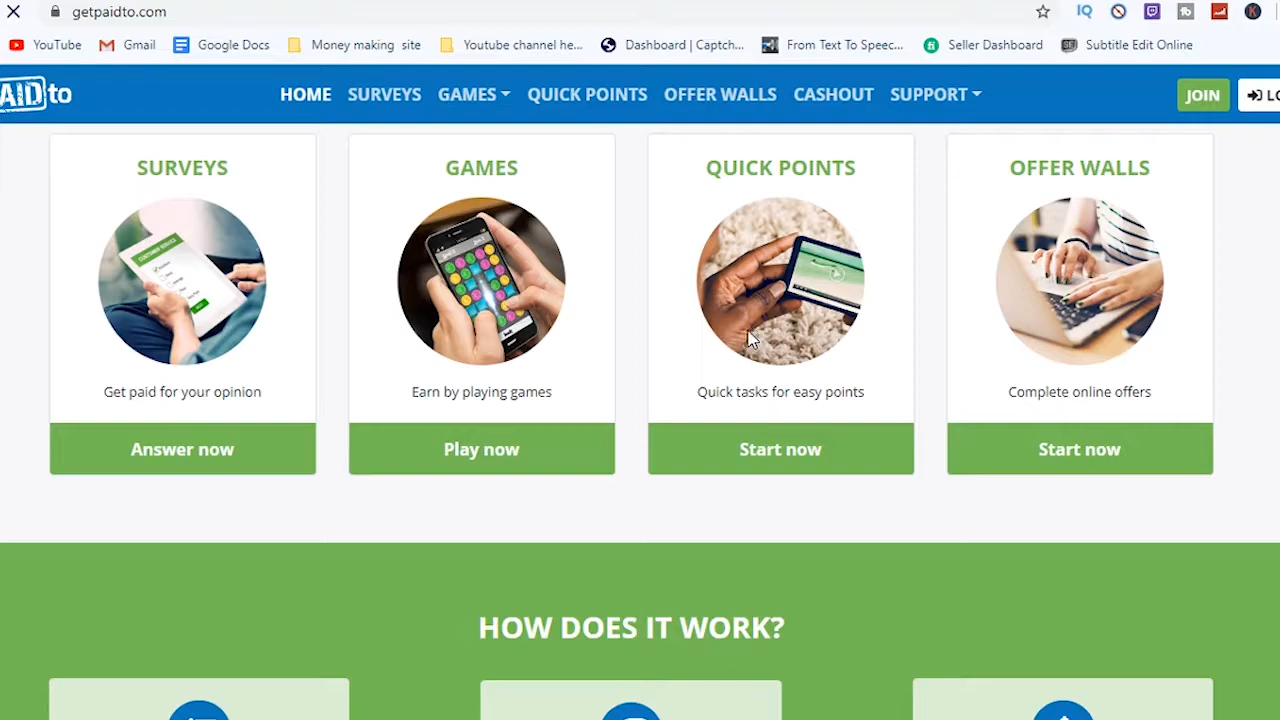 getpaidto.com
YouTube Gmail Google Docs Money making site Youtube channel he... Dashboard | Captch... From Text To Speec... Seller Dashboard Subtitle Edit Online
AID to HOME SURVEYS GAMES QUICK POINTS OFFER WALLS CASHOUT SUPPORT JOIN LO
SURVEYS GAMES QUICK POINTS OFFER WALLS
Get paid for your opinion Earn by playing games Quick tasks for easy points Complete online offers
Answer now Play now Start now Start now
HOW DOES IT WORK?